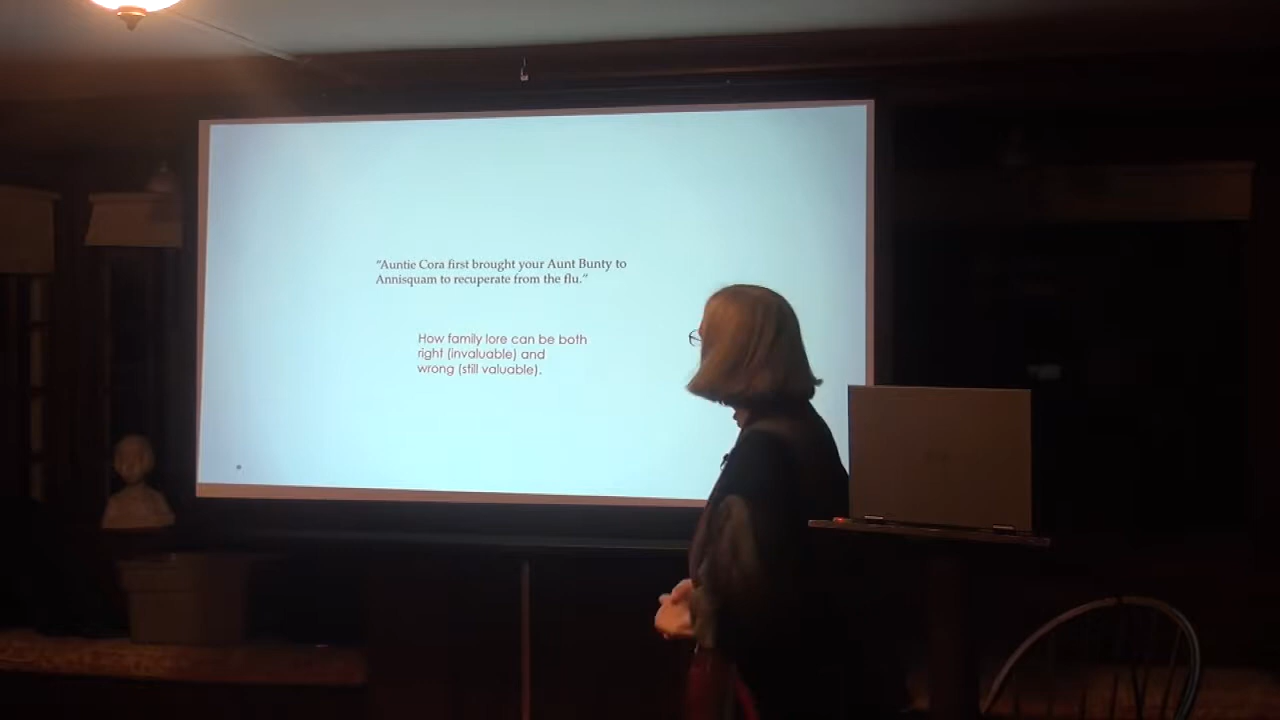 "Auntie Cora first brought your Aunt Bunty to
Annisquam to recuperate from the flu."
How family lore can be both
right (invaluable) and
wrong (still valuable).